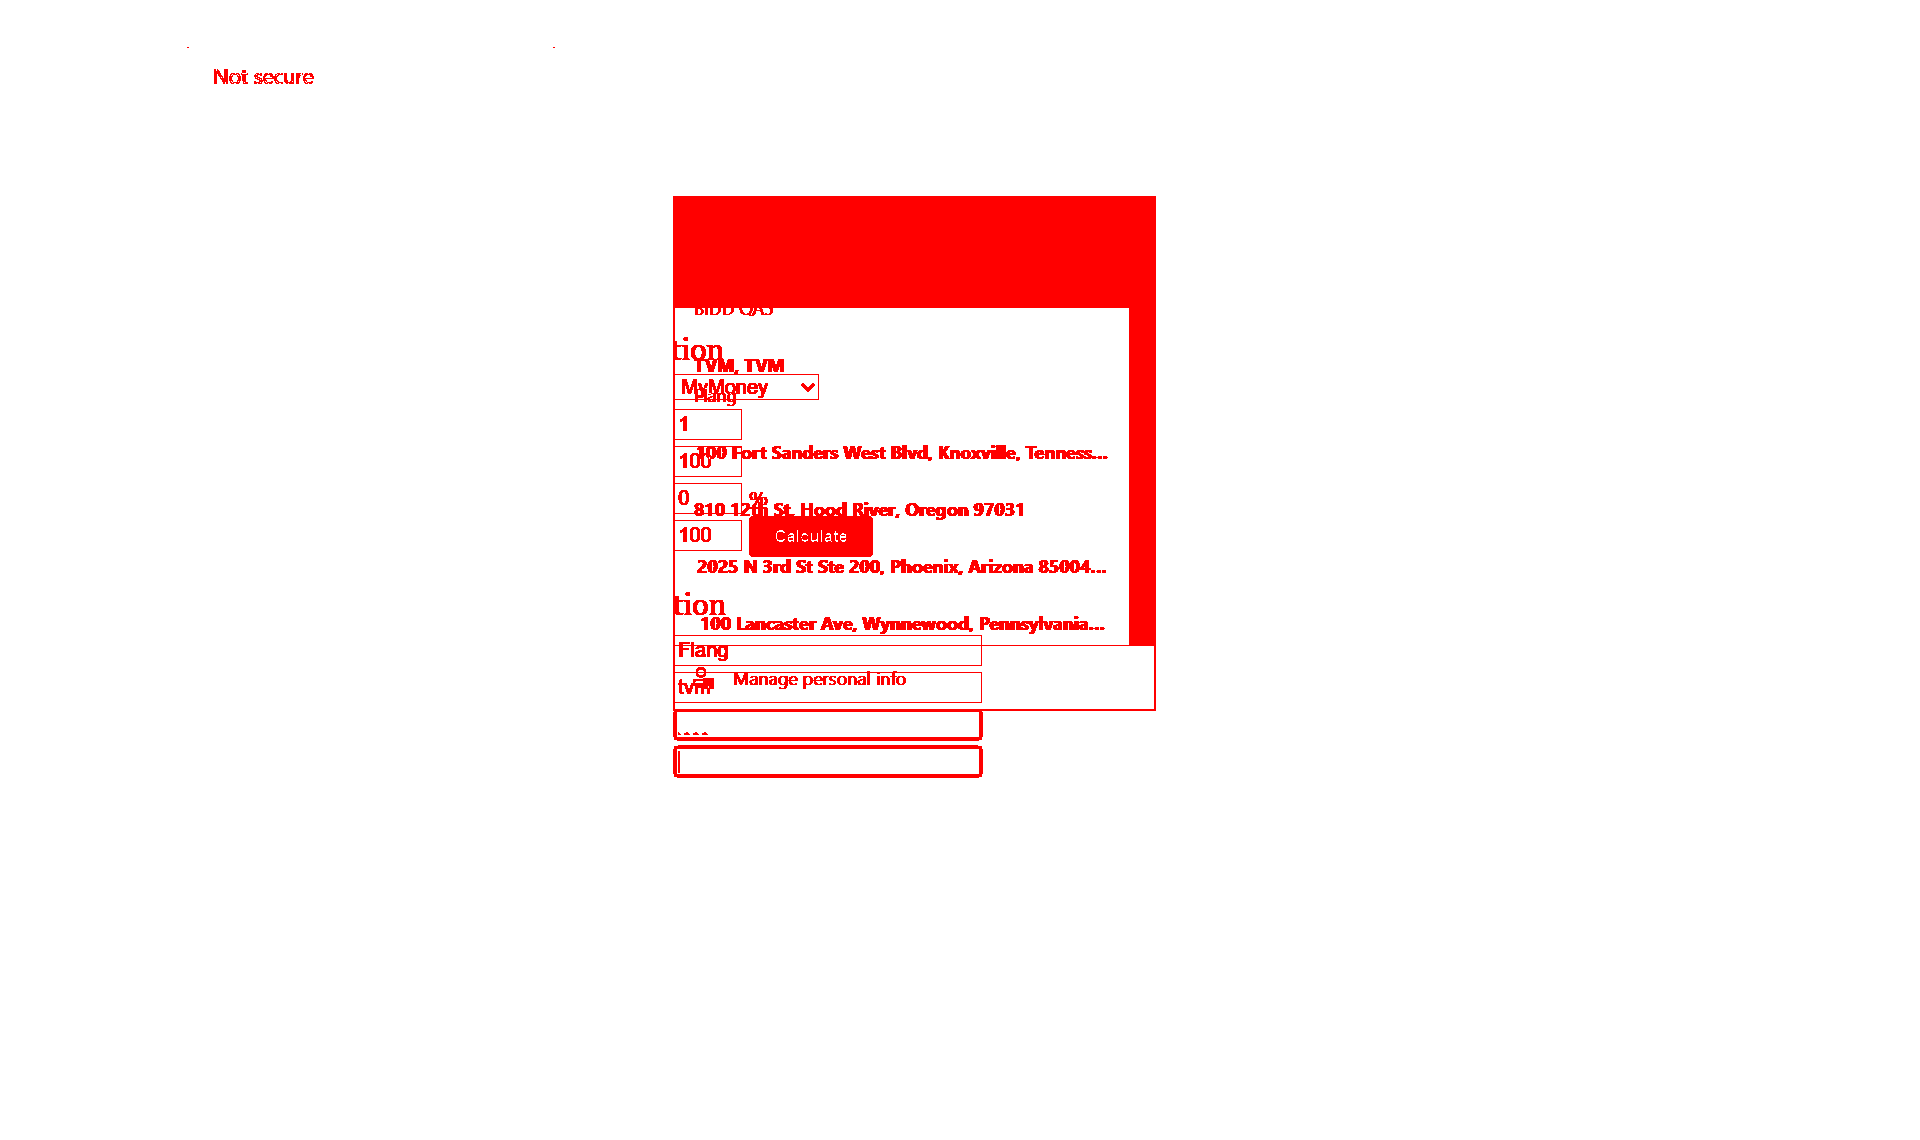 Not secure
BIDD QAS
tion
TVM, TVM
MyMoney
Flang
1
100 Fort Sanders West Blvd, Knoxville, Tenness...
100
0 %
810 12th St, Hood River, Oregon 97031
100
Calculate
2025 N 3rd St Ste 200, Phoenix, Arizona 85004...
tion
100 Lancaster Ave, Wynnewood, Pennsylvania...
Flang
Manage personal info
tvm
....